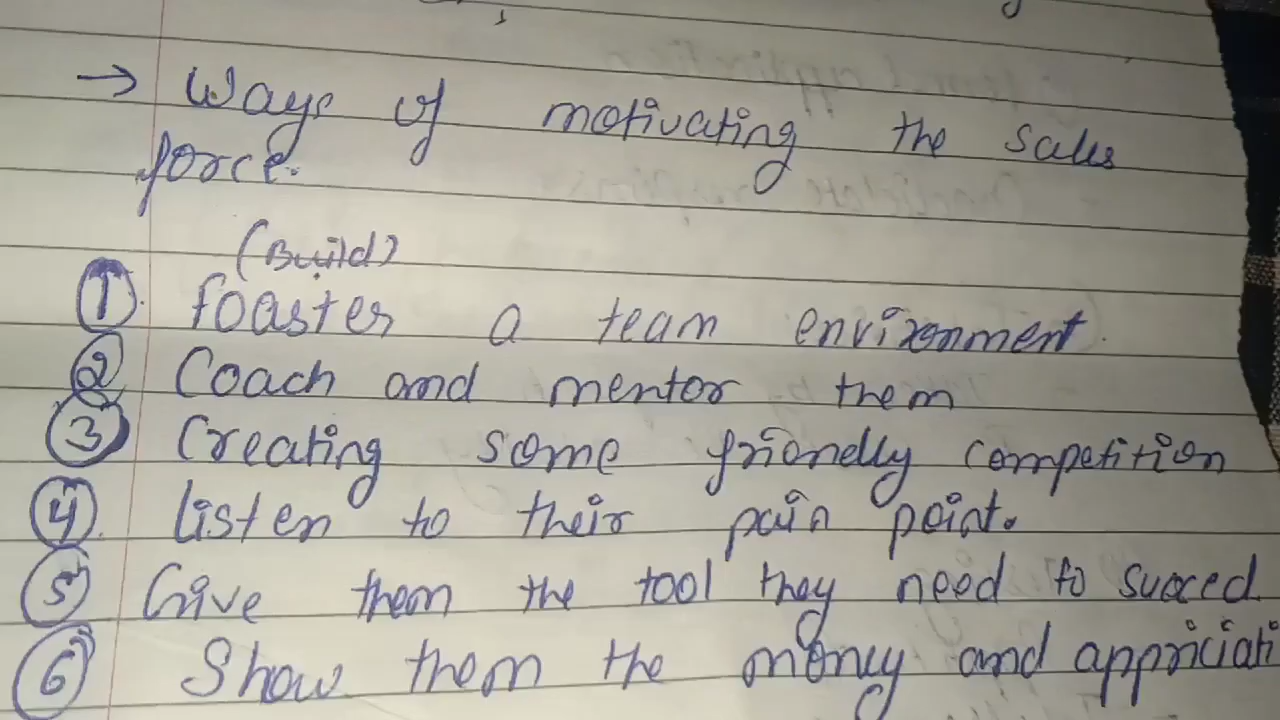 → Ways of motivating the sales
force.
(Build)
① foaster a team environment.
② Coach and mentor them
③ Creating some friendly competition
④ listen to their pain point.
⑤ Give them the tool they need to succed
⑥ Show them the money and appriciati